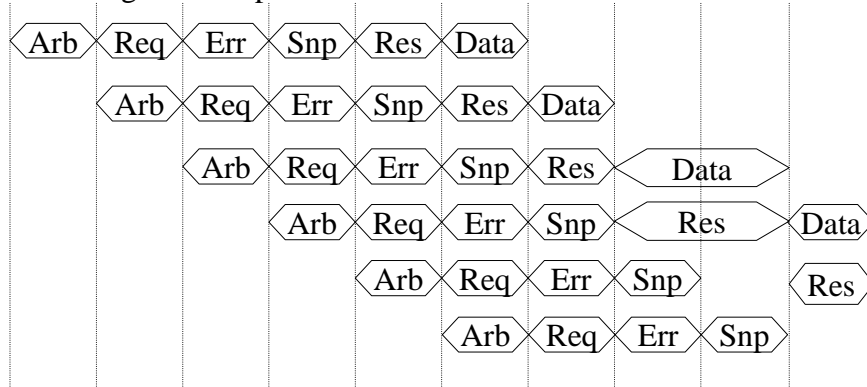 Arb Req Err Snp Res Data
Arb Req Err Snp Res Data
Arb Req Err Snp Res Data
Arb Req Err Snp Res Data
Arb Req Err Snp Res
Arb Req Err Snp